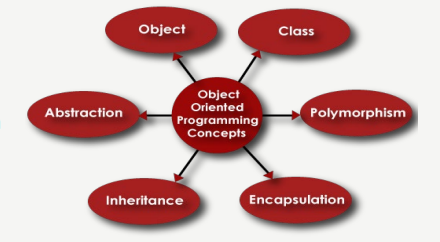 Object
Class
Abstraction
Object
Oriented
Programming
Concepts
Polymorphism
Inheritance
Encapsulation